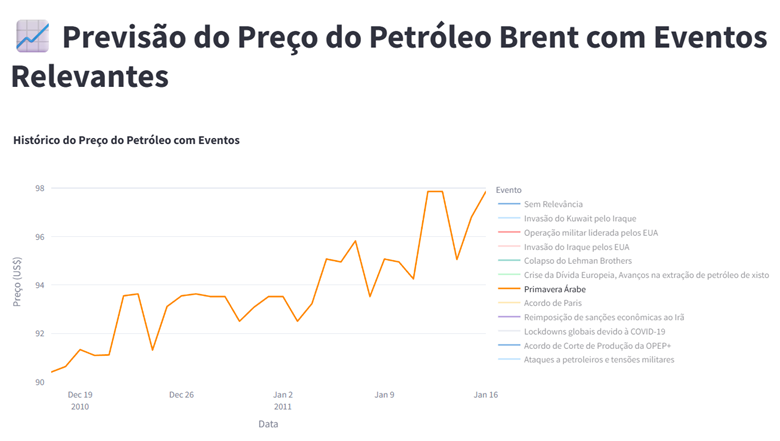 Previsão do Preço do Petróleo Brent com Eventos
Relevantes
Histórico do Preço do Petróleo com Eventos
98
96
94
92
90
Preço (US$)
Dec 19
2010
Dec 26
Jan 2
2011
Jan 9
Jan 16
Data
Evento
Sem Relevância
Invasão do Kuwait pelo Iraque
Operação militar liderada pelos EUA
Invasão do Iraque pelos EUA
Colapso do Lehman Brothers
Crise da Dívida Europeia, Avanços na extração de petróleo de xisto
Primavera Árabe
Acordo de Paris
Reimposição de sanções econômicas ao Irã
Lockdowns globais devido à COVID-19
Acordo de Corte de Produção da OPEP+
Ataques a petroleiros e tensões militares